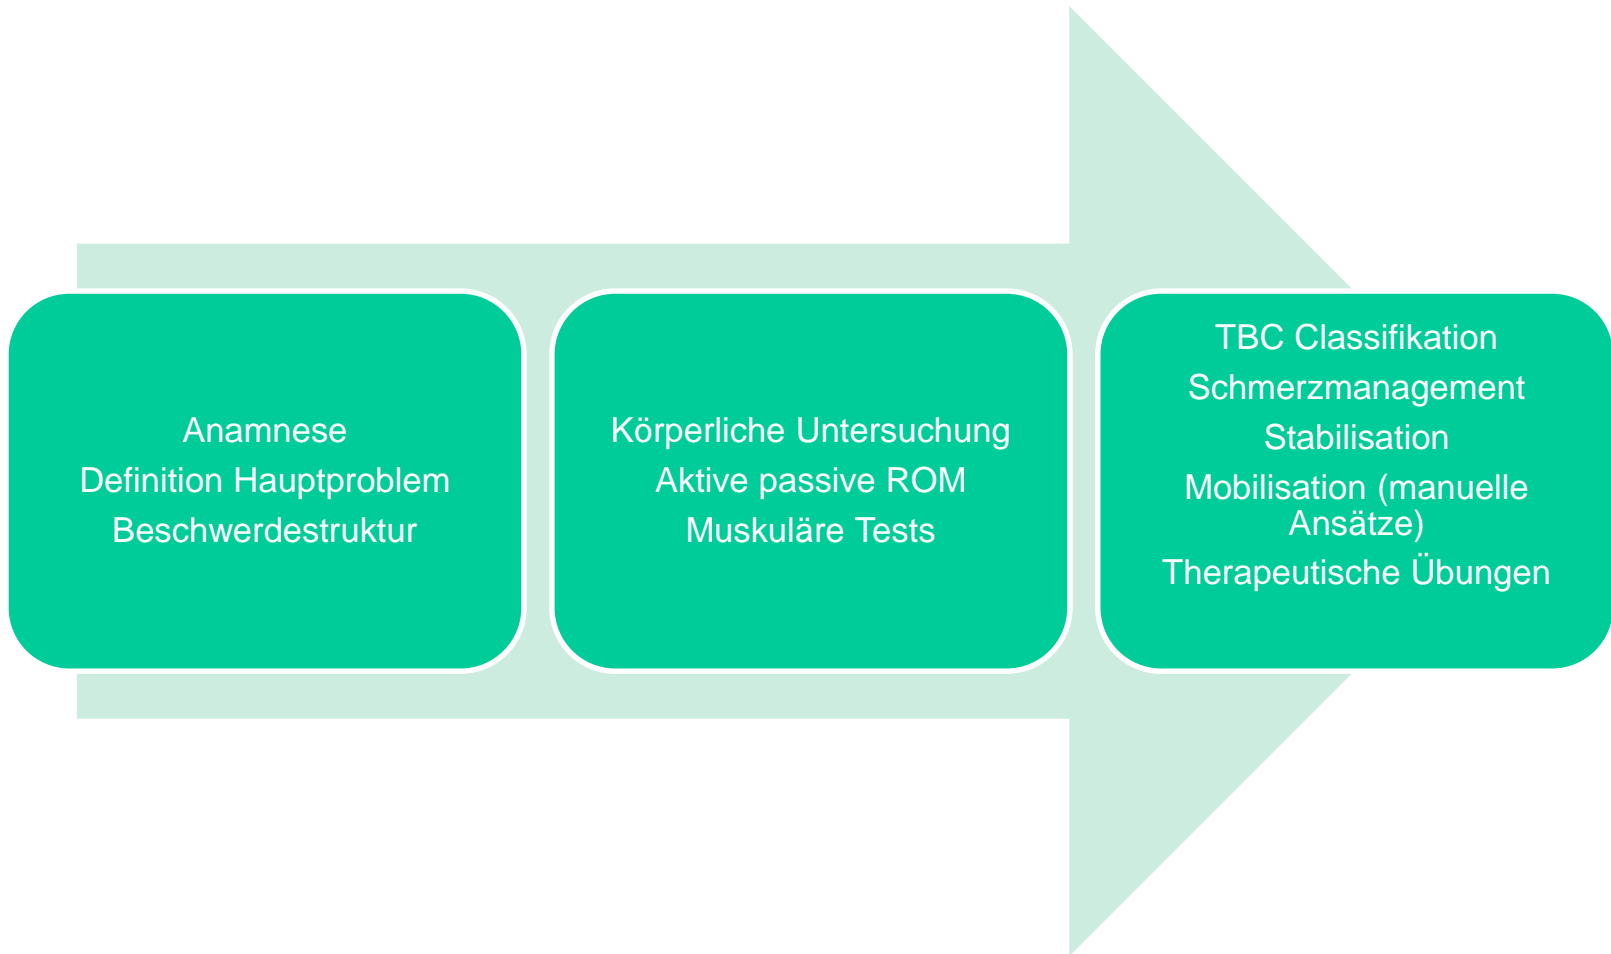 Anamnese
Definition Hauptproblem
Beschwerdestruktur
Körperliche Untersuchung
Aktive passive ROM
Muskuläre Tests
TBC Classifikation
Schmerzmanagement
Stabilisation
Mobilisation (manuelle
Ansätze)
Therapeutische Übungen